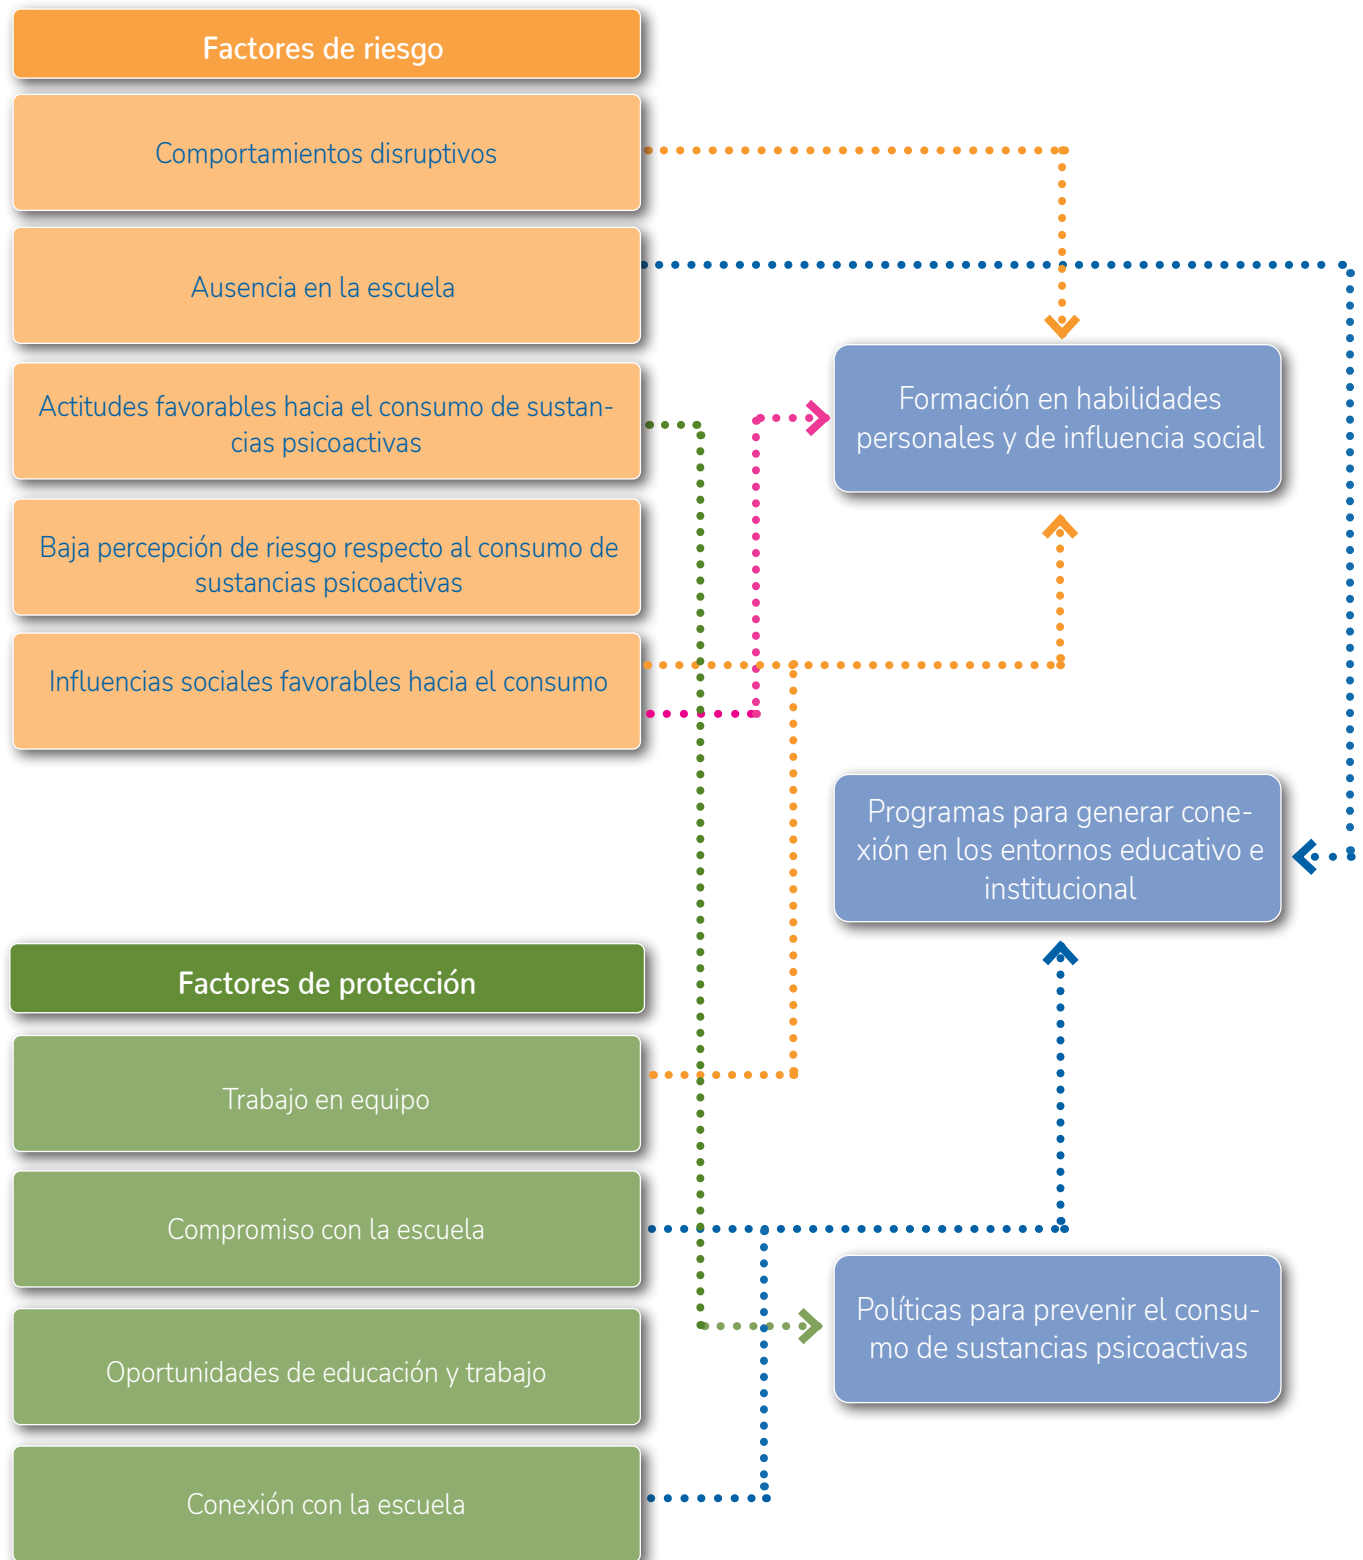 Factores de riesgo
Comportamientos disruptivos
Ausencia en la escuela
Actitudes favorables hacia el consumo de sustan-
cias psicoactivas
Baja percepción de riesgo respecto al consumo de
sustancias psicoactivas
Influencias sociales favorables hacia el consumo
Formación en habilidades
personales y de influencia social
Programas para generar cone-
xión en los entornos educativo e
institucional
Factores de protección
Trabajo en equipo
Compromiso con la escuela
Oportunidades de educación y trabajo
Conexión con la escuela
Políticas para prevenir el consu-
mo de sustancias psicoactivas